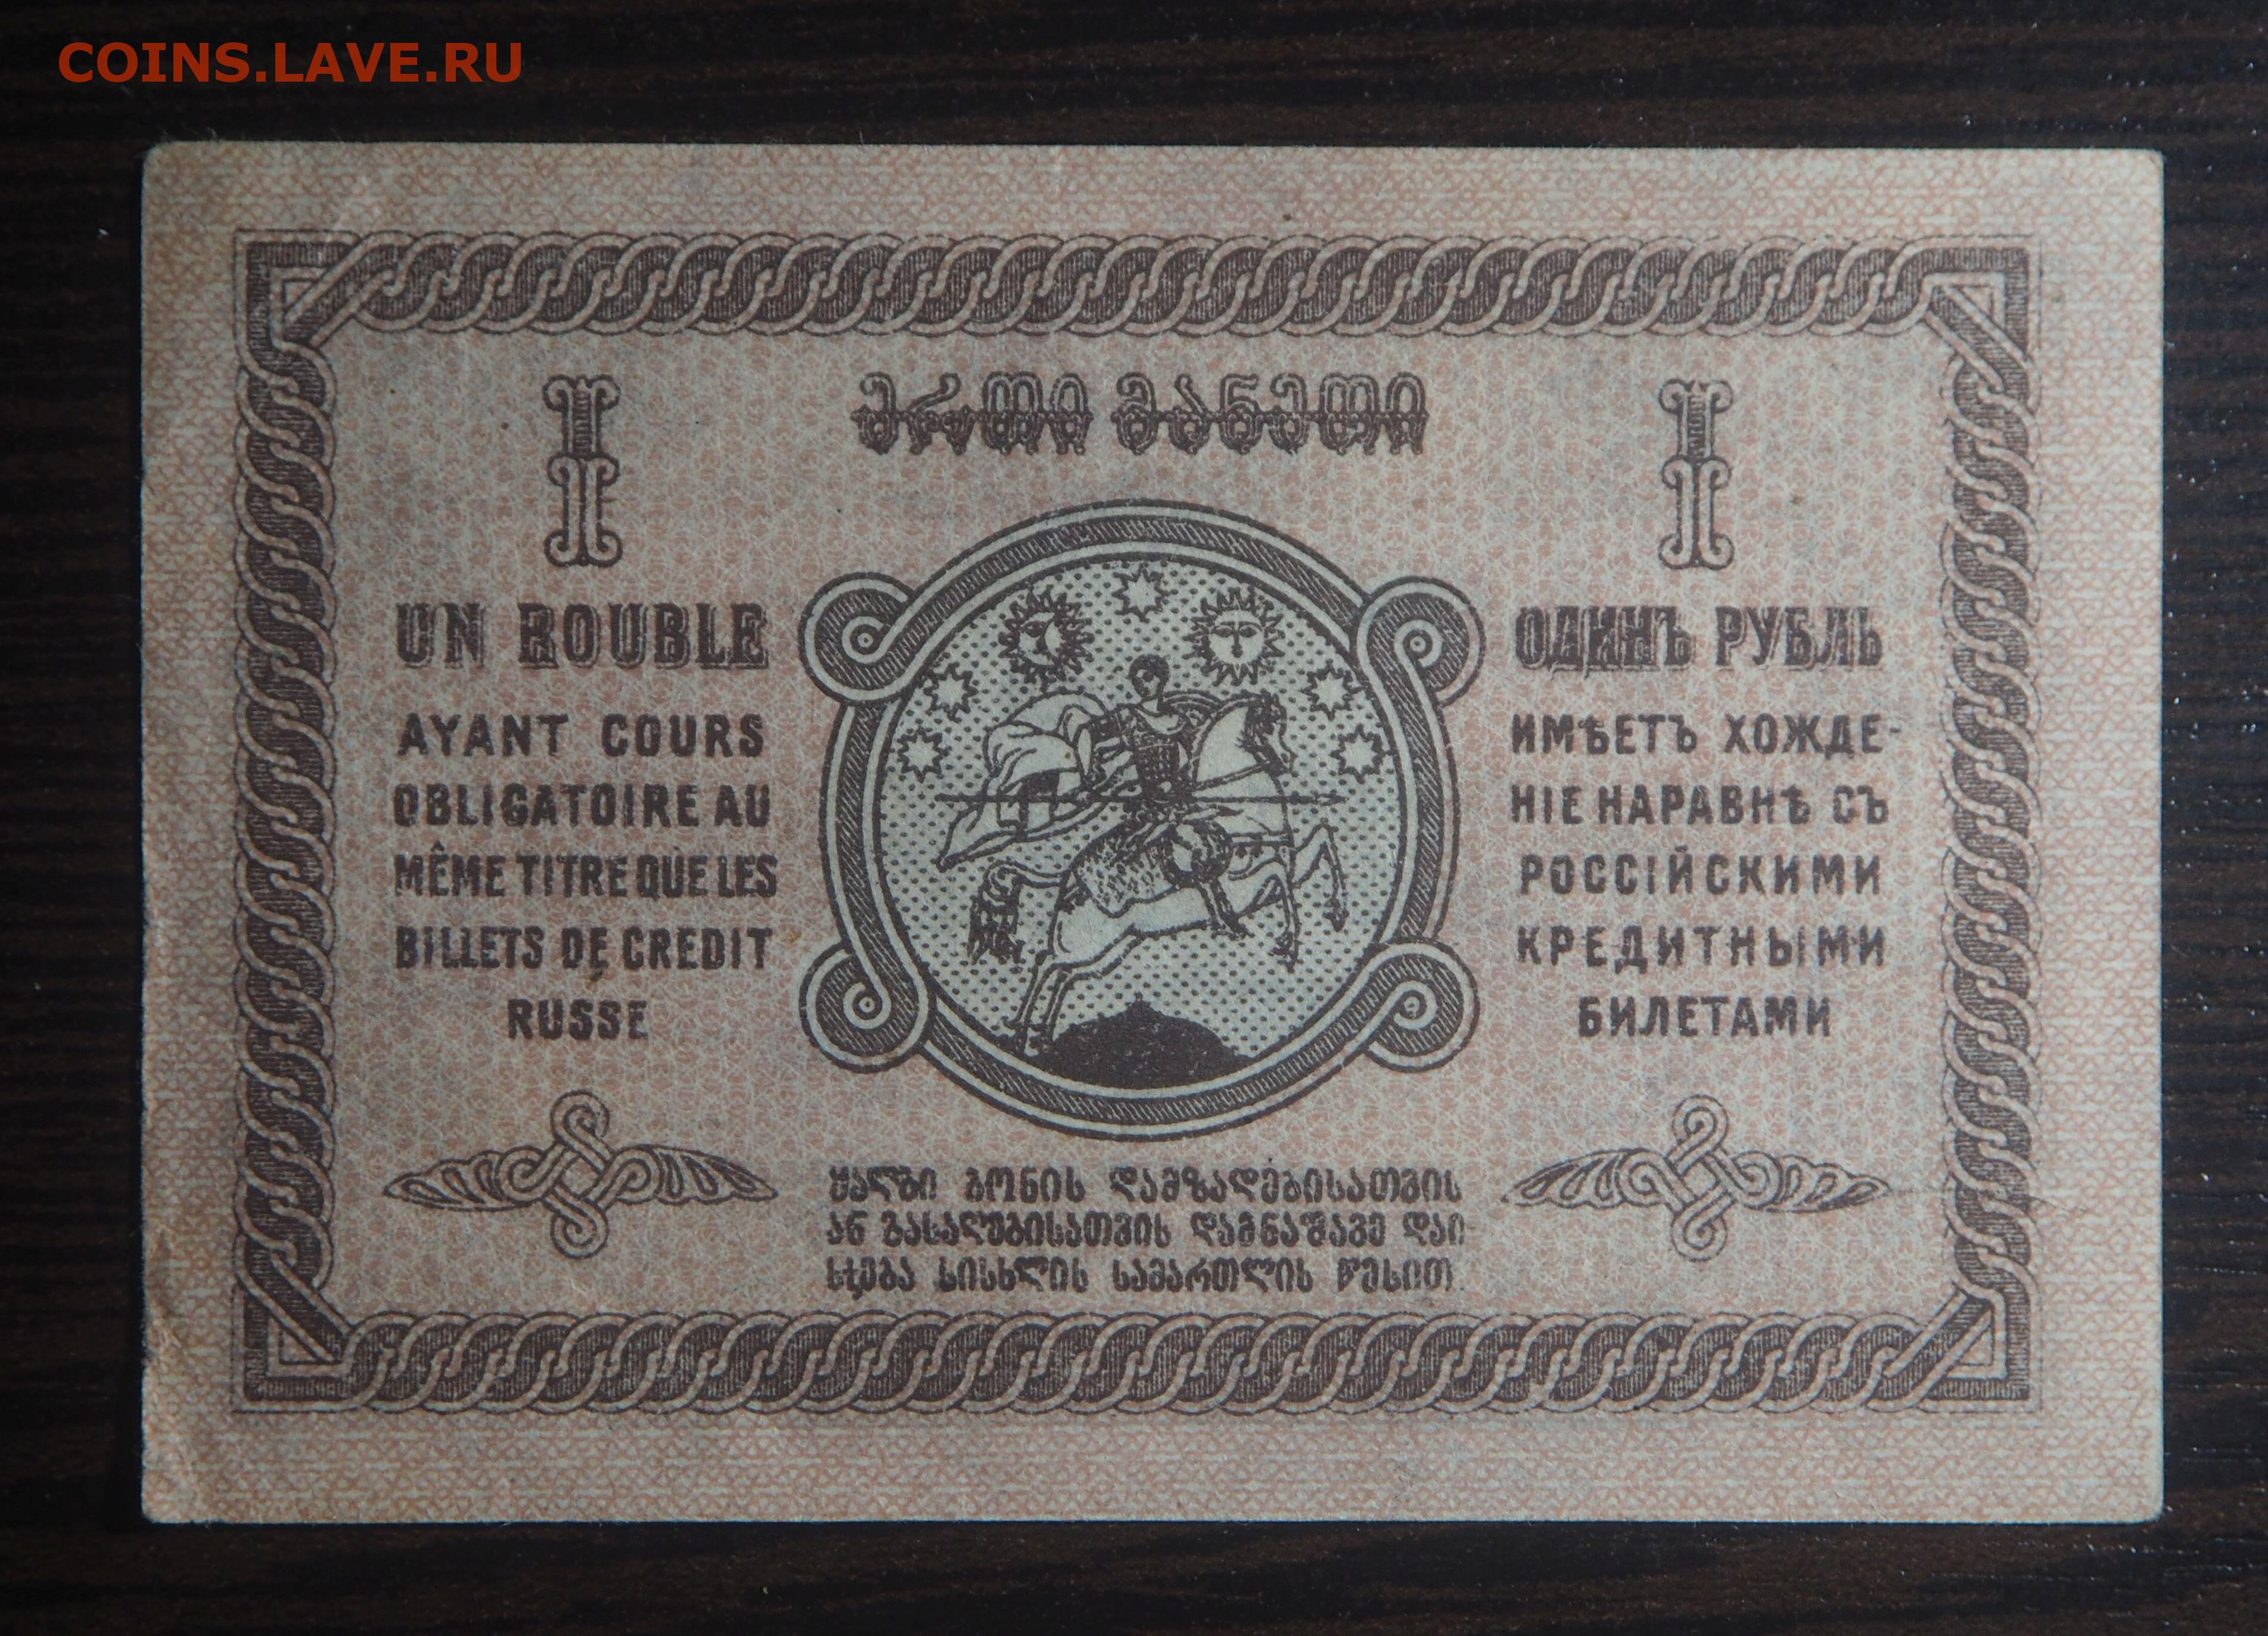 COINS.LAVE.RU
ერთი მანეთი
I
I
UN ROUBLE
AYANT COURS
OBLIGATOIRE AU
MÊME TITRE QUE LES
BILLETS DE CREDIT
RUSSE
ОДИНЪ РУБЛЬ
ИМѢЕТЪ ХОЖДЕ-
НІЕ НАРАВНѢ СЪ
РОССІЙСКИМИ
КРЕДИТНЫМИ
БИЛЕТАМИ
ყალბი ბონის დამზადებისათვის
ან გასაღებისათვის დამნაშავე დაი-
სჯება სისხლის სამართლის წესით.